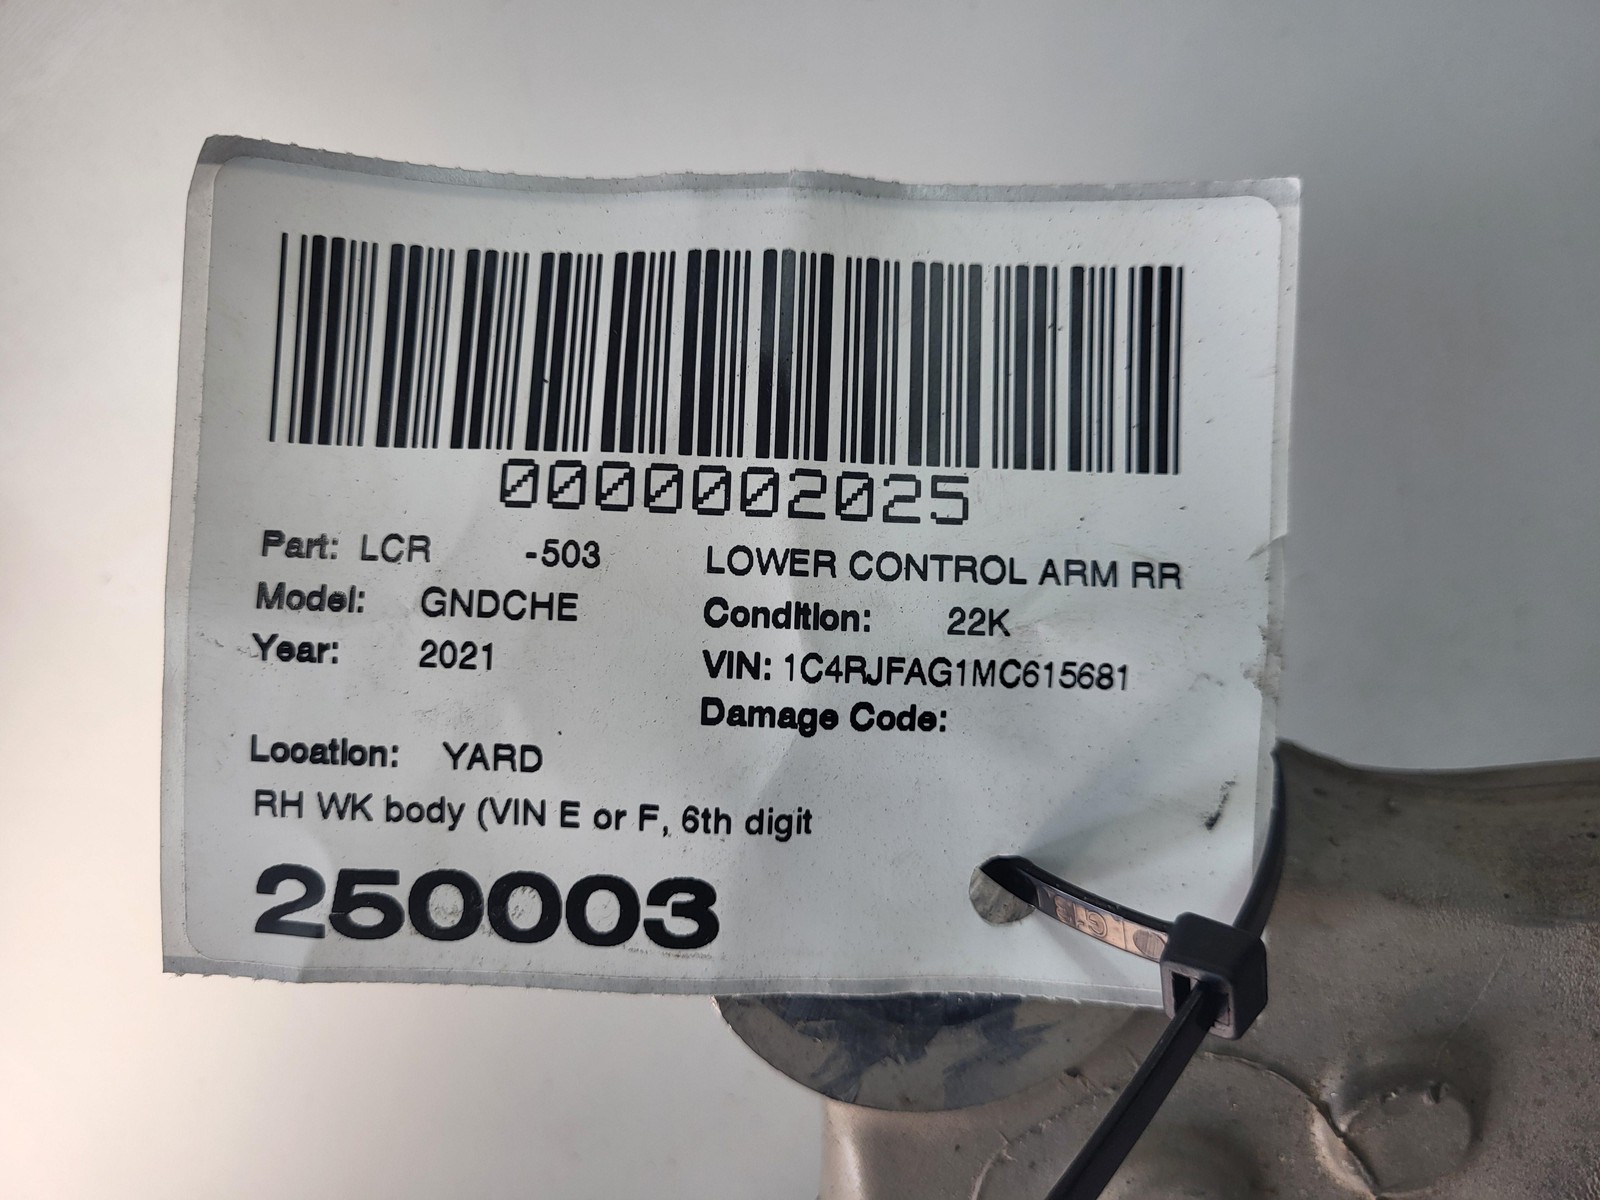 0000002025
Part: LCR -503 LOWER CONTROL ARM RR
Model: GNDCHE Condition: 22K
Year: 2021 VIN: 1C4RJFAG1MC615681
Damage Code:
Location: YARD
RH WK body (VIN E or F, 6th digit
250003